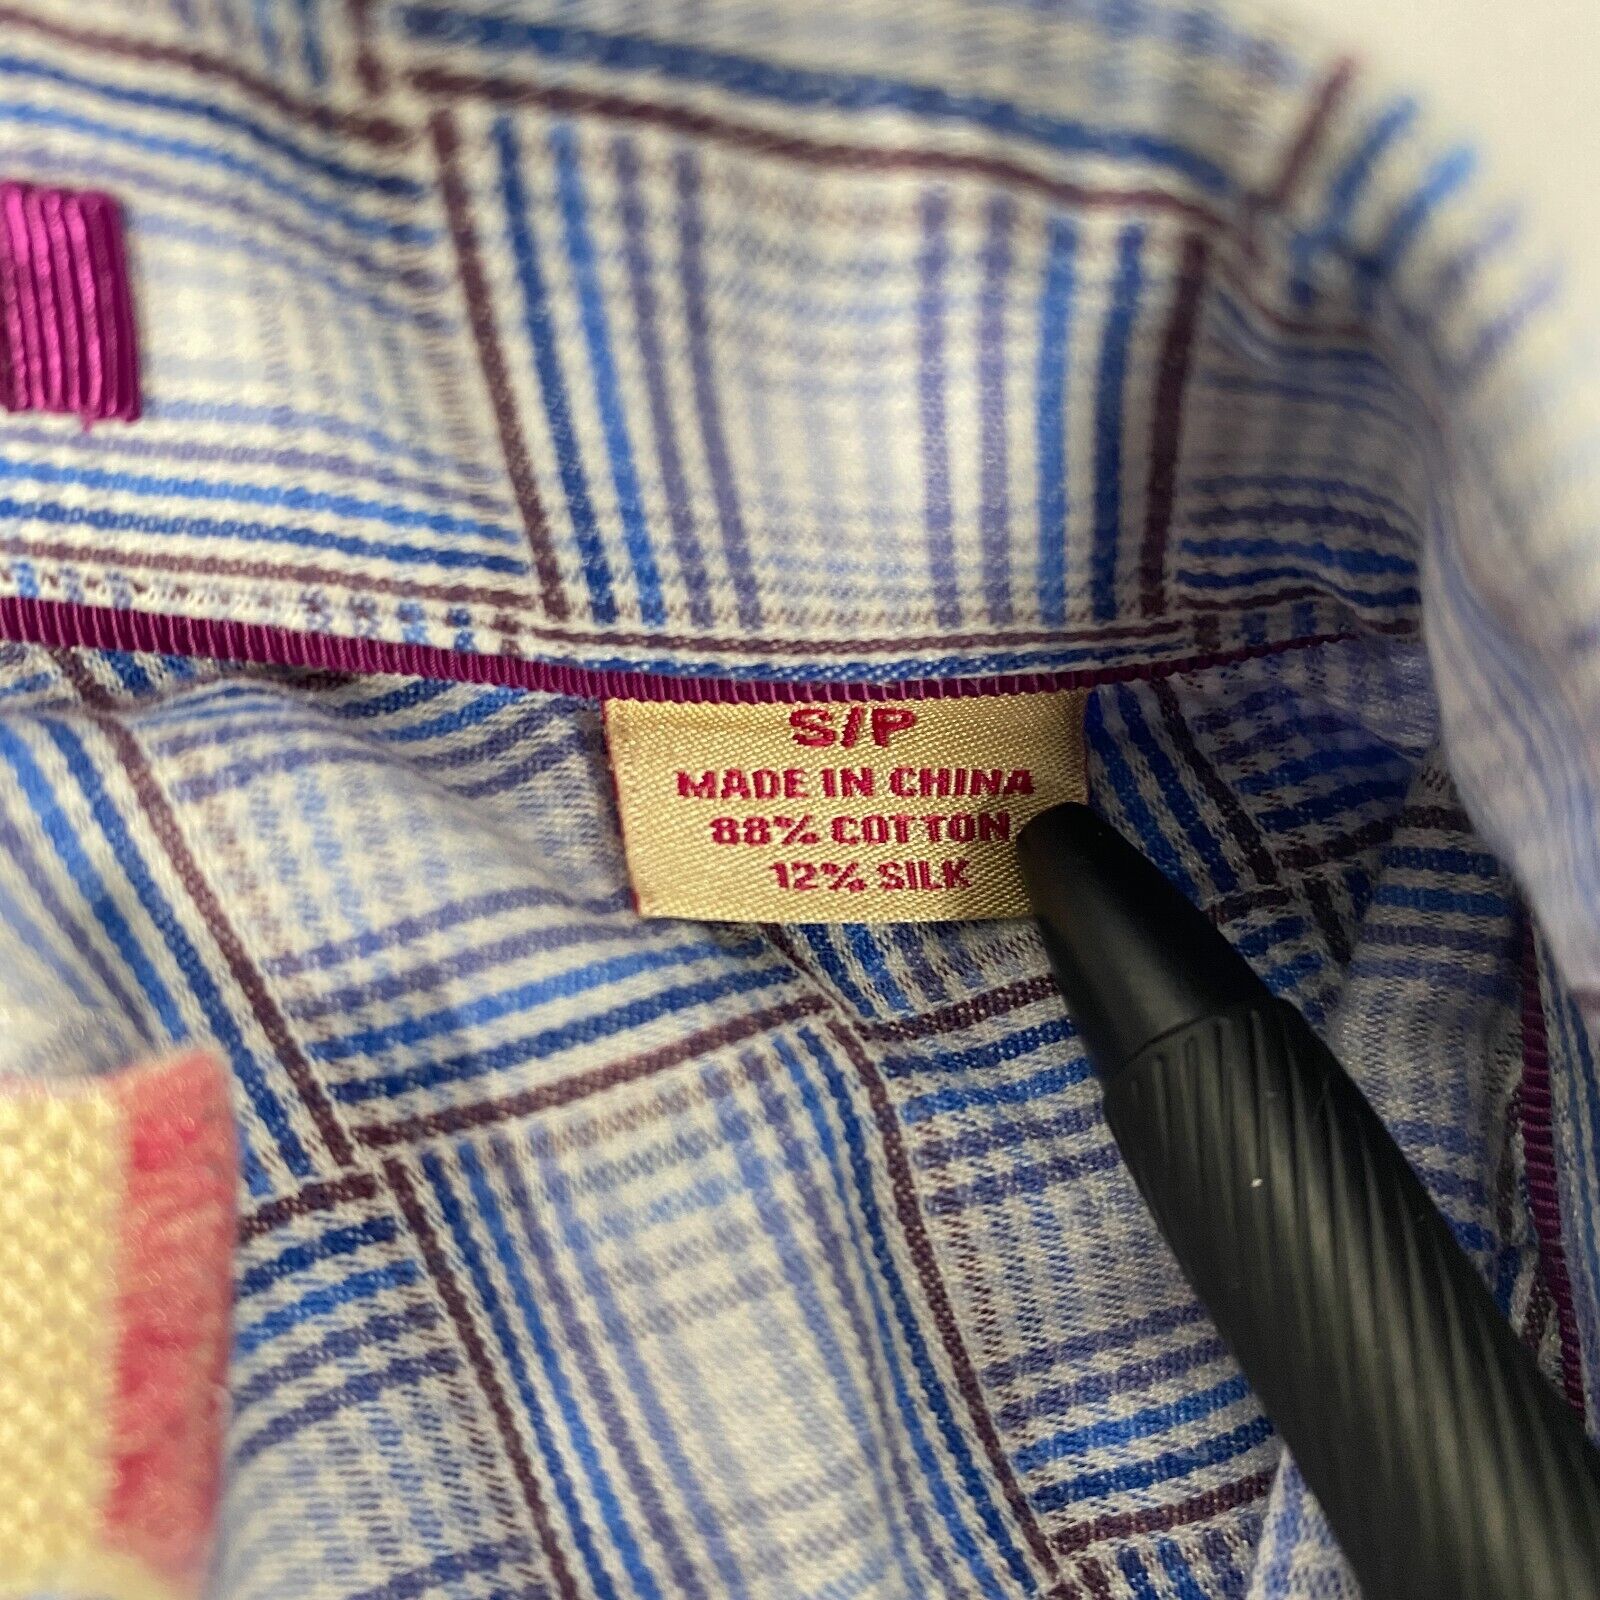 S/P
MADE IN CHINA
88% COTTON
12% SILK